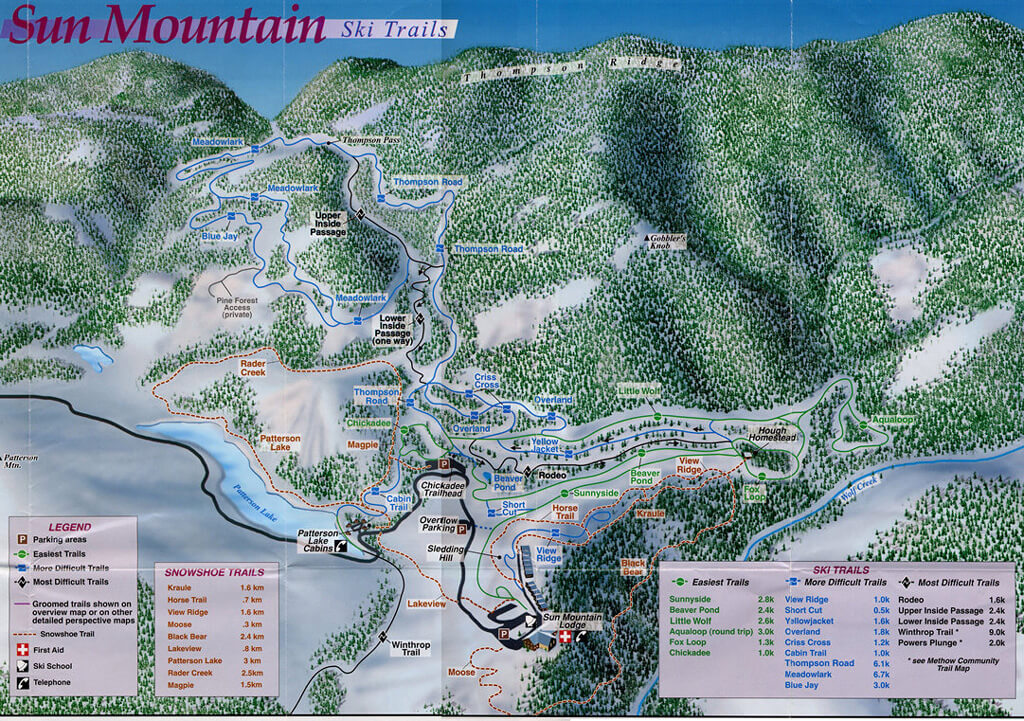 Sun Mountain Ski Trails
Thompson Ridge
Meadowlark
Thompson Pass
Meadowlark
Thompson Road
Upper
Inside
Passage
Blue Jay
Thompson Road
Gobbler's
Knob
Pine Forest
Access
(private)
Meadowlark
Lower
Inside
Passage
(one way)
Rader
Creek
Criss
Cross
Thompson
Road
Overland
Little Wolf
Chickadee
Overland
Aqualoop
Patterson
Lake
Magpie
Yellow
Jacket
Hough
Homestead
Patterson
Mtn.
Rodeo
View
Ridge
Chickadee
Trailhead
Beaver
Pond
Beaver
Pond
Patterson Lake
Cabin
Trail
Sunnyside
Fox
Loop
Wolf Creek
Short
Cut
Horse
Trail
Kraule
Overflow
Parking
Patterson
Lake
Cabins
Sledding
Hill
View
Ridge
Black
Bear
Lakeview
Sun Mountain
Lodge
Winthrop
Trail
Moose
LEGEND
P Parking areas
Easiest Trails
More Difficult Trails
Most Difficult Trails
Groomed trails shown on
overview map or on other
detailed perspective maps
Snowshoe Trail
First Aid
Ski School
Telephone
SNOWSHOE TRAILS
Kraule 1.6 km
Horse Trail .7 km
View Ridge 1.6 km
Moose .3 km
Black Bear 2.4 km
Lakeview .8 km
Patterson Lake 3 km
Rader Creek 2.5km
Magpie 1.5km
SKI TRAILS
Easiest Trails
Sunnyside 2.8k
Beaver Pond 2.4k
Little Wolf 2.6k
Aqualoop (round trip) 3.0k
Fox Loop 1.3k
Chickadee 1.0k
More Difficult Trails
View Ridge 1.0k
Short Cut 0.5k
Yellowjacket 1.6k
Overland 1.8k
Criss Cross 1.2k
Cabin Trail 1.0k
Thompson Road 6.1k
Meadowlark 6.7k
Blue Jay 3.0k
Most Difficult Trails
Rodeo 1.6k
Upper Inside Passage 2.4k
Lower Inside Passage 2.4k
Winthrop Trail * 9.0k
Powers Plunge * 2.0k
* see Methow Community
Trail Map